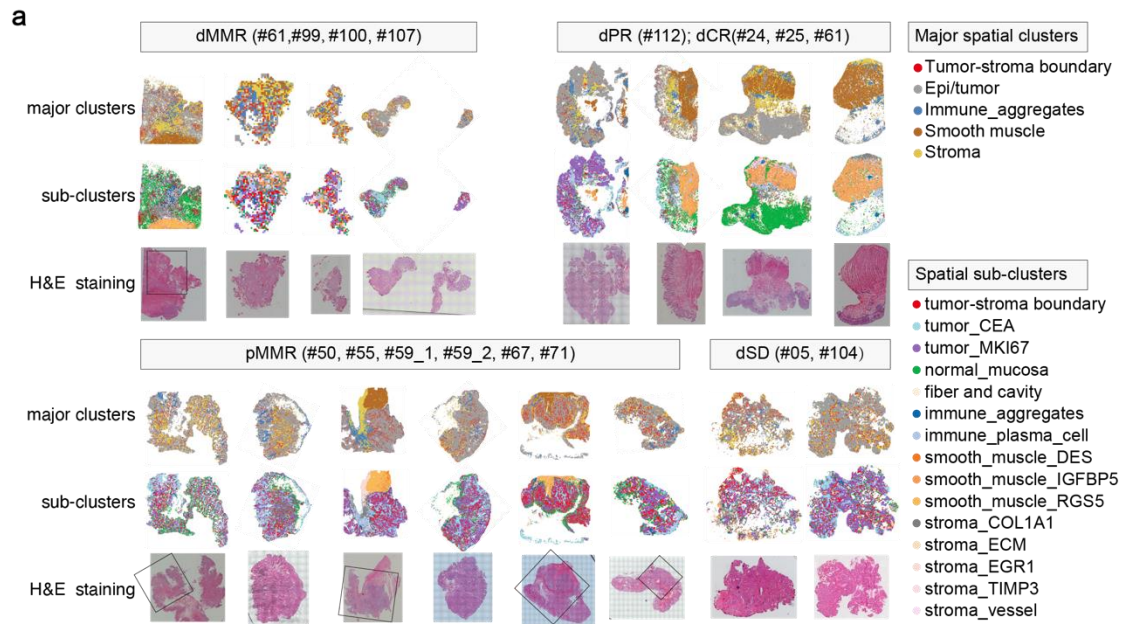 a
dMMR (#61,#99, #100, #107)
dPR (#112); dCR(#24, #25, #61)
Major spatial clusters
Tumor-stroma boundary
Epi/tumor
Immune_aggregates
Smooth muscle
Stroma
major clusters
sub-clusters
H&E staining
Spatial sub-clusters
tumor-stroma boundary
tumor_CEA
tumor_MKI67
normal_mucosa
fiber and cavity
immune_aggregates
immune_plasma_cell
smooth_muscle_DES
smooth_muscle_IGFBP5
smooth_muscle_RGS5
stroma_COL1A1
stroma_ECM
stroma_EGR1
stroma_TIMP3
stroma_vessel
pMMR (#50, #55, #59_1, #59_2, #67, #71)
dSD (#05, #104)
major clusters
sub-clusters
H&E staining